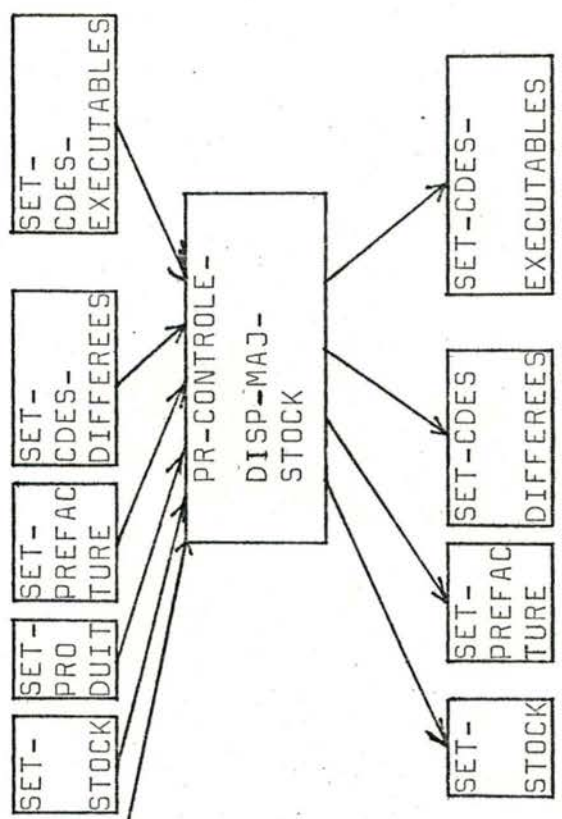 SET-
STOCK
SET-
PRO
DUIT
SET-
PREFAC
TURE
SET-
CDES-
DIFFEREES
SET-
CDES-
EXECUTABLES
PR-CONTROLE-
DISP-MAJ-
STOCK
SET-
STOCK
SET-
PREFAC
TURE
SET-CDES
DIFFEREES
SET-CDES-
EXECUTABLES